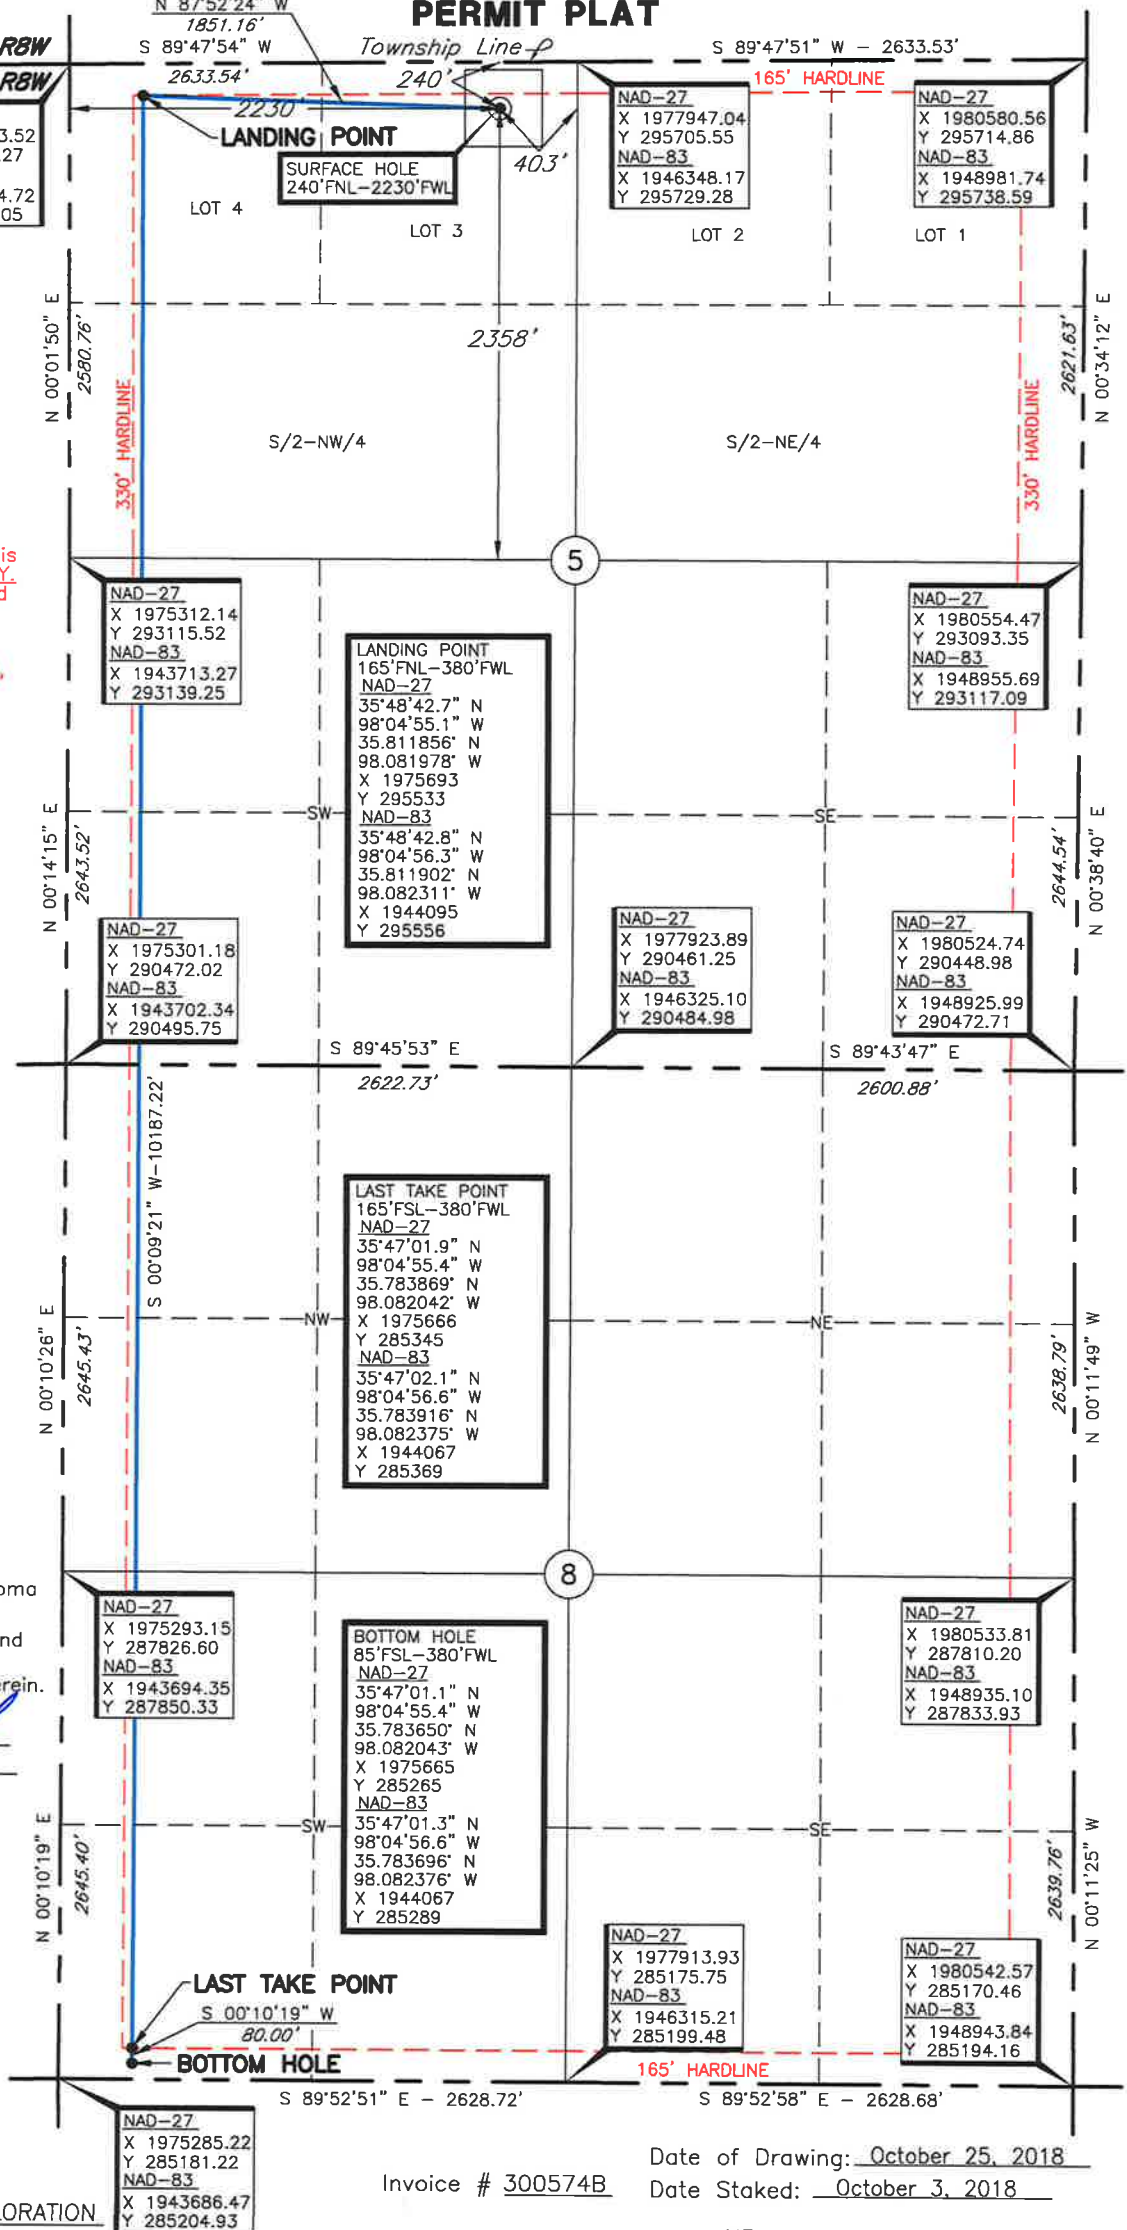 PERMIT PLAT
N 87°52'24" W
1851.16'
R8W
R8W
S 89°47'54" W
2633.54'
Township Line
S 89°47'51" W - 2633.53'
165' HARDLINE
240'
2230'
LANDING POINT
403'
SURFACE HOLE
240'FNL-2230'FWL
3.52
.27
4.72
05
NAD-27
X 1977947.04
Y 295705.55
NAD-83
X 1946348.17
Y 295729.28
NAD-27
X 1980580.56
Y 295714.86
NAD-83
X 1948981.74
Y 295738.59
LOT 4
LOT 3
LOT 2
LOT 1
N 00°01'50" E
2580.76'
2358'
2621.63'
N 00°34'12" E
330' HARDLINE
S/2-NW/4
S/2-NE/4
330' HARDLINE
is
Y.
d
5
NAD-27
X 1975312.14
Y 293115.52
NAD-83
X 1943713.27
Y 293139.25
NAD-27
X 1980554.47
Y 293093.35
NAD-83
X 1948955.69
Y 293117.09
LANDING POINT
165'FNL-380'FWL
NAD-27
35°48'42.7" N
98°04'55.1" W
35.811856° N
98.081978° W
X 1975693
Y 295533
NAD-83
35°48'42.8" N
98°04'56.3" W
35.811902° N
98.082311° W
X 1944095
Y 295556
SW
SE
N 00°14'15" E
2643.52'
2644.54'
N 00°38'40" E
NAD-27
X 1975301.18
Y 290472.02
NAD-83
X 1943702.34
Y 290495.75
NAD-27
X 1977923.89
Y 290461.25
NAD-83
X 1946325.10
Y 290484.98
NAD-27
X 1980524.74
Y 290448.98
NAD-83
X 1948925.99
Y 290472.71
S 89°45'53" E
2622.73'
S 89°43'47" E
2600.88'
S 00°09'21" W-10187.22'
LAST TAKE POINT
165'FSL-380'FWL
NAD-27
35°47'01.9" N
98°04'55.4" W
35.783869° N
98.082042° W
X 1975666
Y 285345
NAD-83
35°47'02.1" N
98°04'56.6" W
35.783916° N
98.082375° W
X 1944067
Y 285369
NW
NE
N 00°10'26" E
2645.43'
2638.79'
N 00°11'49" W
8
oma
nd
rein.
NAD-27
X 1975293.15
Y 287826.60
NAD-83
X 1943694.35
Y 287850.33
NAD-27
X 1980533.81
Y 287810.20
NAD-83
X 1948935.10
Y 287833.93
BOTTOM HOLE
85'FSL-380'FWL
NAD-27
35°47'01.1" N
98°04'55.4" W
35.783650° N
98.082043° W
X 1975665
Y 285265
NAD-83
35°47'01.3" N
98°04'56.6" W
35.783696° N
98.082376° W
X 1944067
Y 285289
SW
SE
N 00°10'19" E
2645.40'
2639.76'
N 00°11'25" W
NAD-27
X 1977913.93
Y 285175.75
NAD-83
X 1946315.21
Y 285199.48
NAD-27
X 1980542.57
Y 285170.46
NAD-83
X 1948943.84
Y 285194.16
LAST TAKE POINT
S 00°10'19" W
80.00'
BOTTOM HOLE
165' HARDLINE
S 89°52'51" E - 2628.72'
S 89°52'58" E - 2628.68'
NAD-27
X 1975285.22
Y 285181.22
NAD-83
X 1943686.47
Y 285204.93
LORATION
Invoice # 300574B
Date of Drawing: October 25, 2018
Date Staked: October 3, 2018